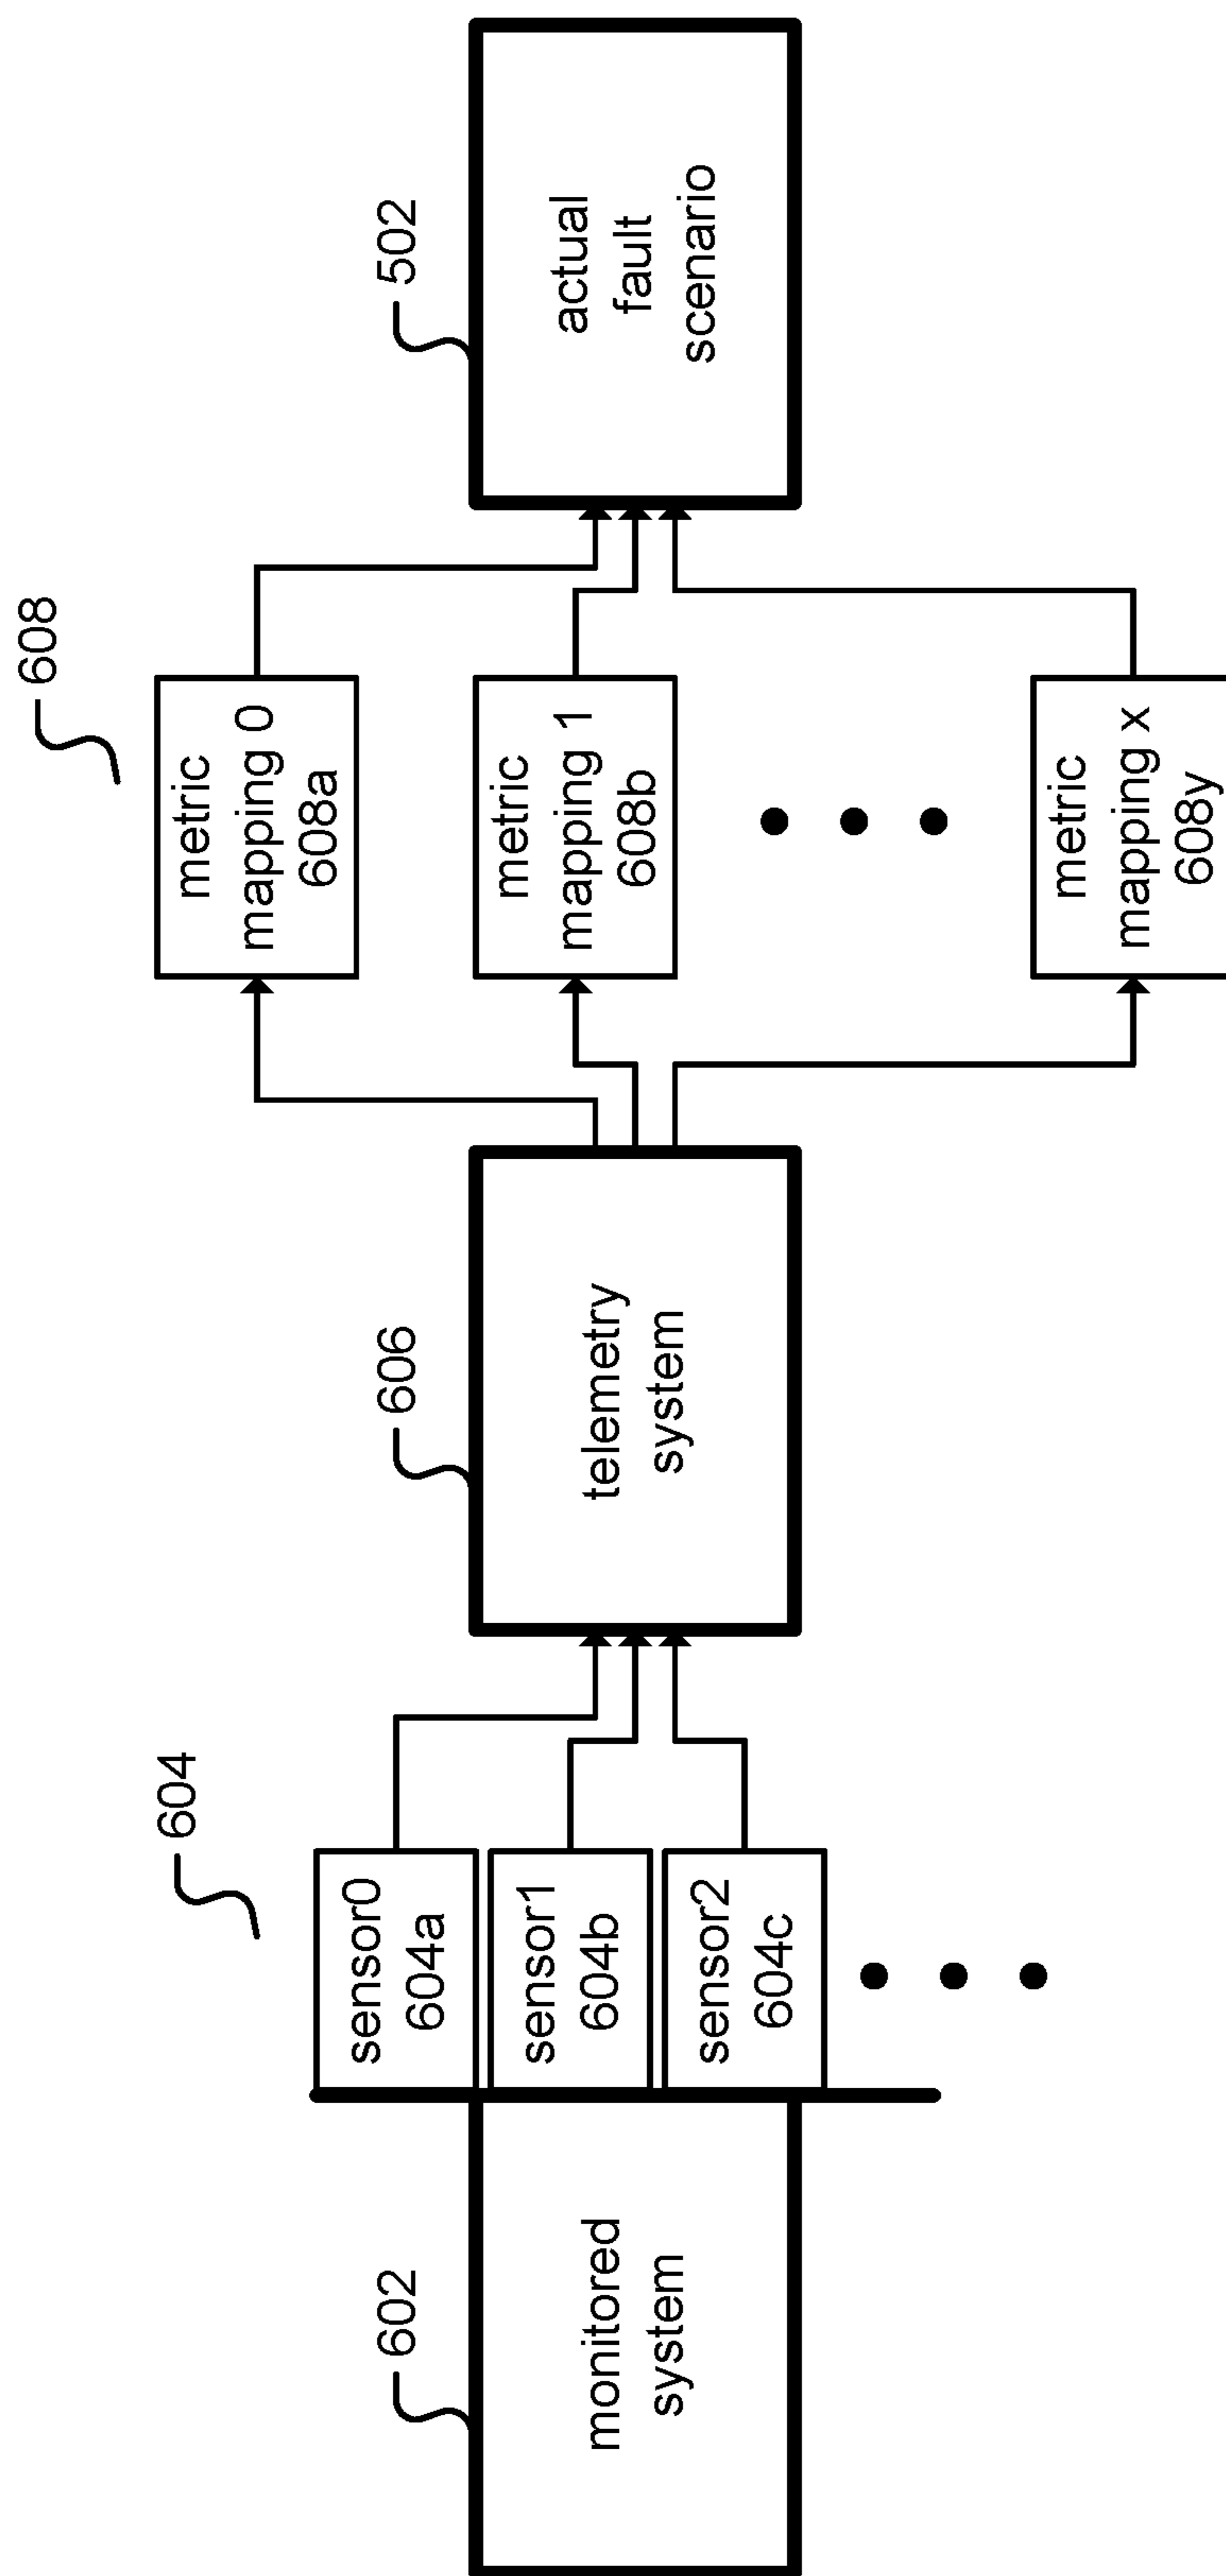 602
monitored
system
604
sensor0
604a
sensor1
604b
sensor2
604c
606
telemetry
system
608
metric
mapping 0
608a
metric
mapping 1
608b
metric
mapping x
608y
502
actual
fault
scenario